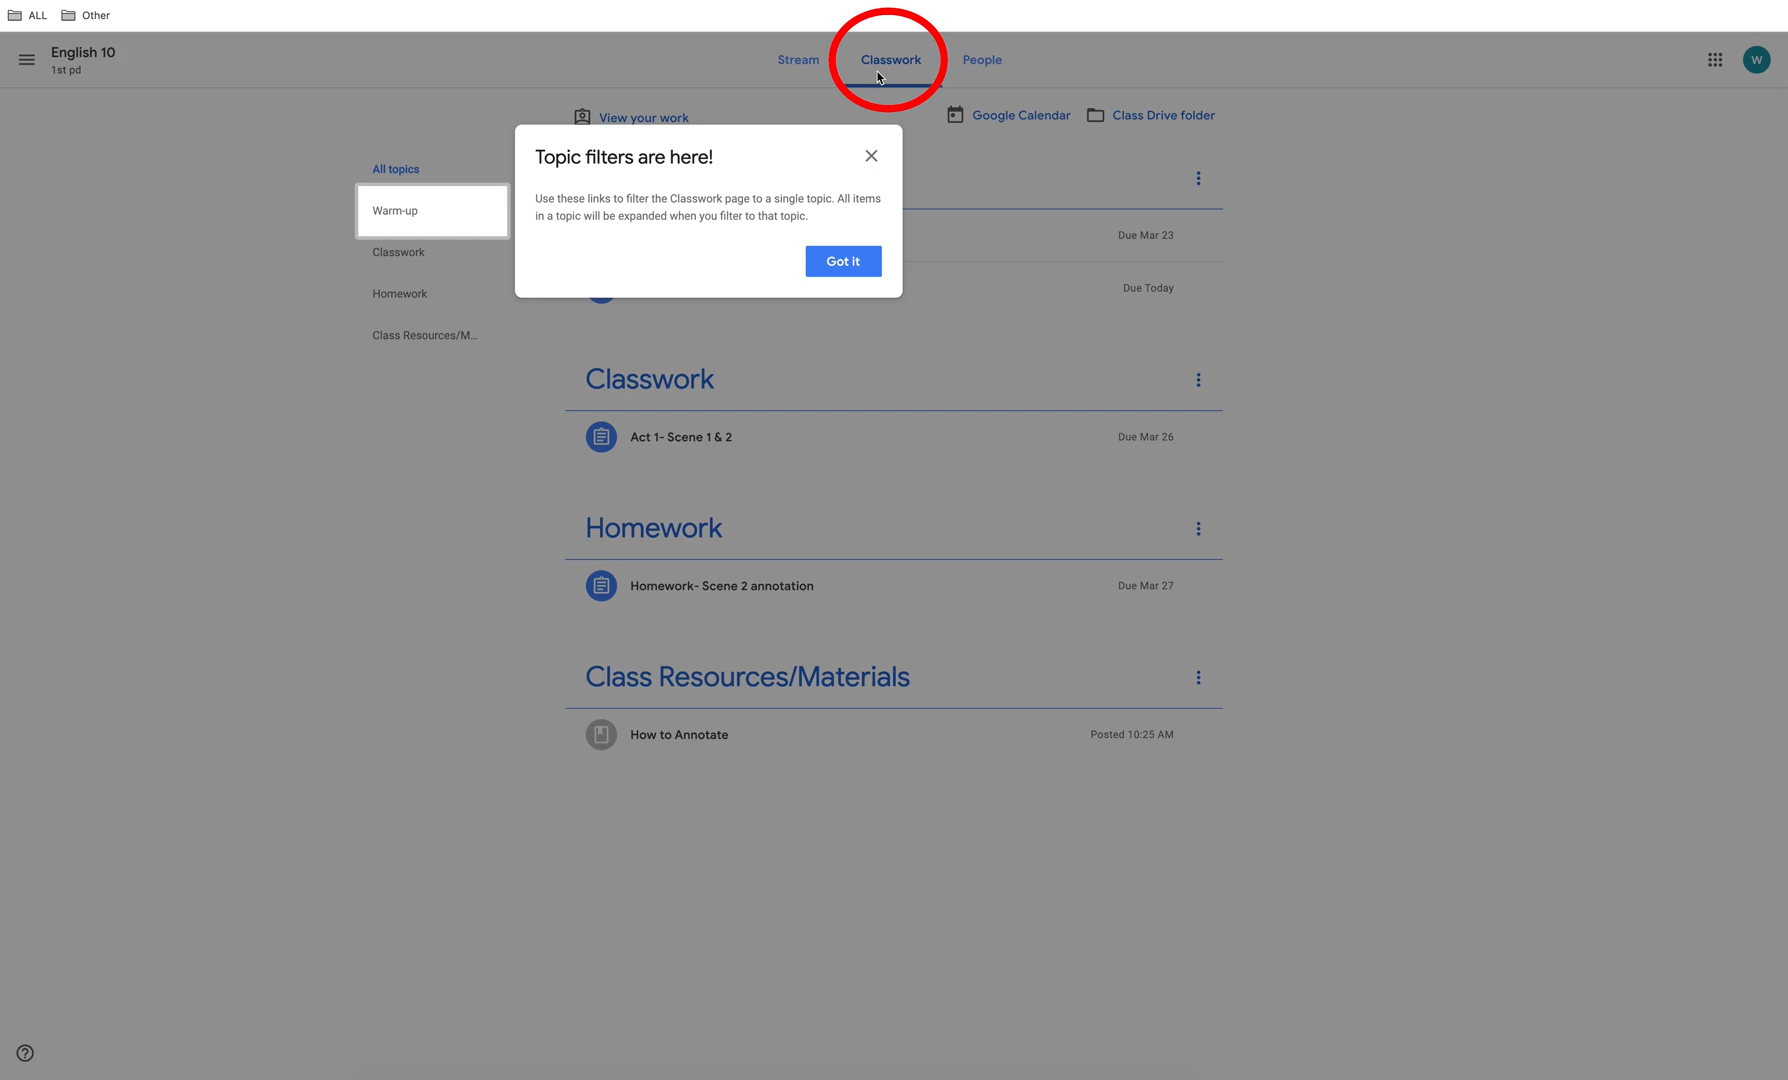 ALL
Other
English 10
1st pd
Stream
Classwork
People
W
View your work
Google Calendar
Class Drive folder
All topics
Warm-up
Classwork
Homework
Class Resources/M...
Topic filters are here!
Use these links to filter the Classwork page to a single topic. All items
in a topic will be expanded when you filter to that topic.
Got it
Due Mar 23
Due Today
Classwork
Act 1- Scene 1 & 2
Due Mar 26
Homework
Homework- Scene 2 annotation
Due Mar 27
Class Resources/Materials
How to Annotate
Posted 10:25 AM